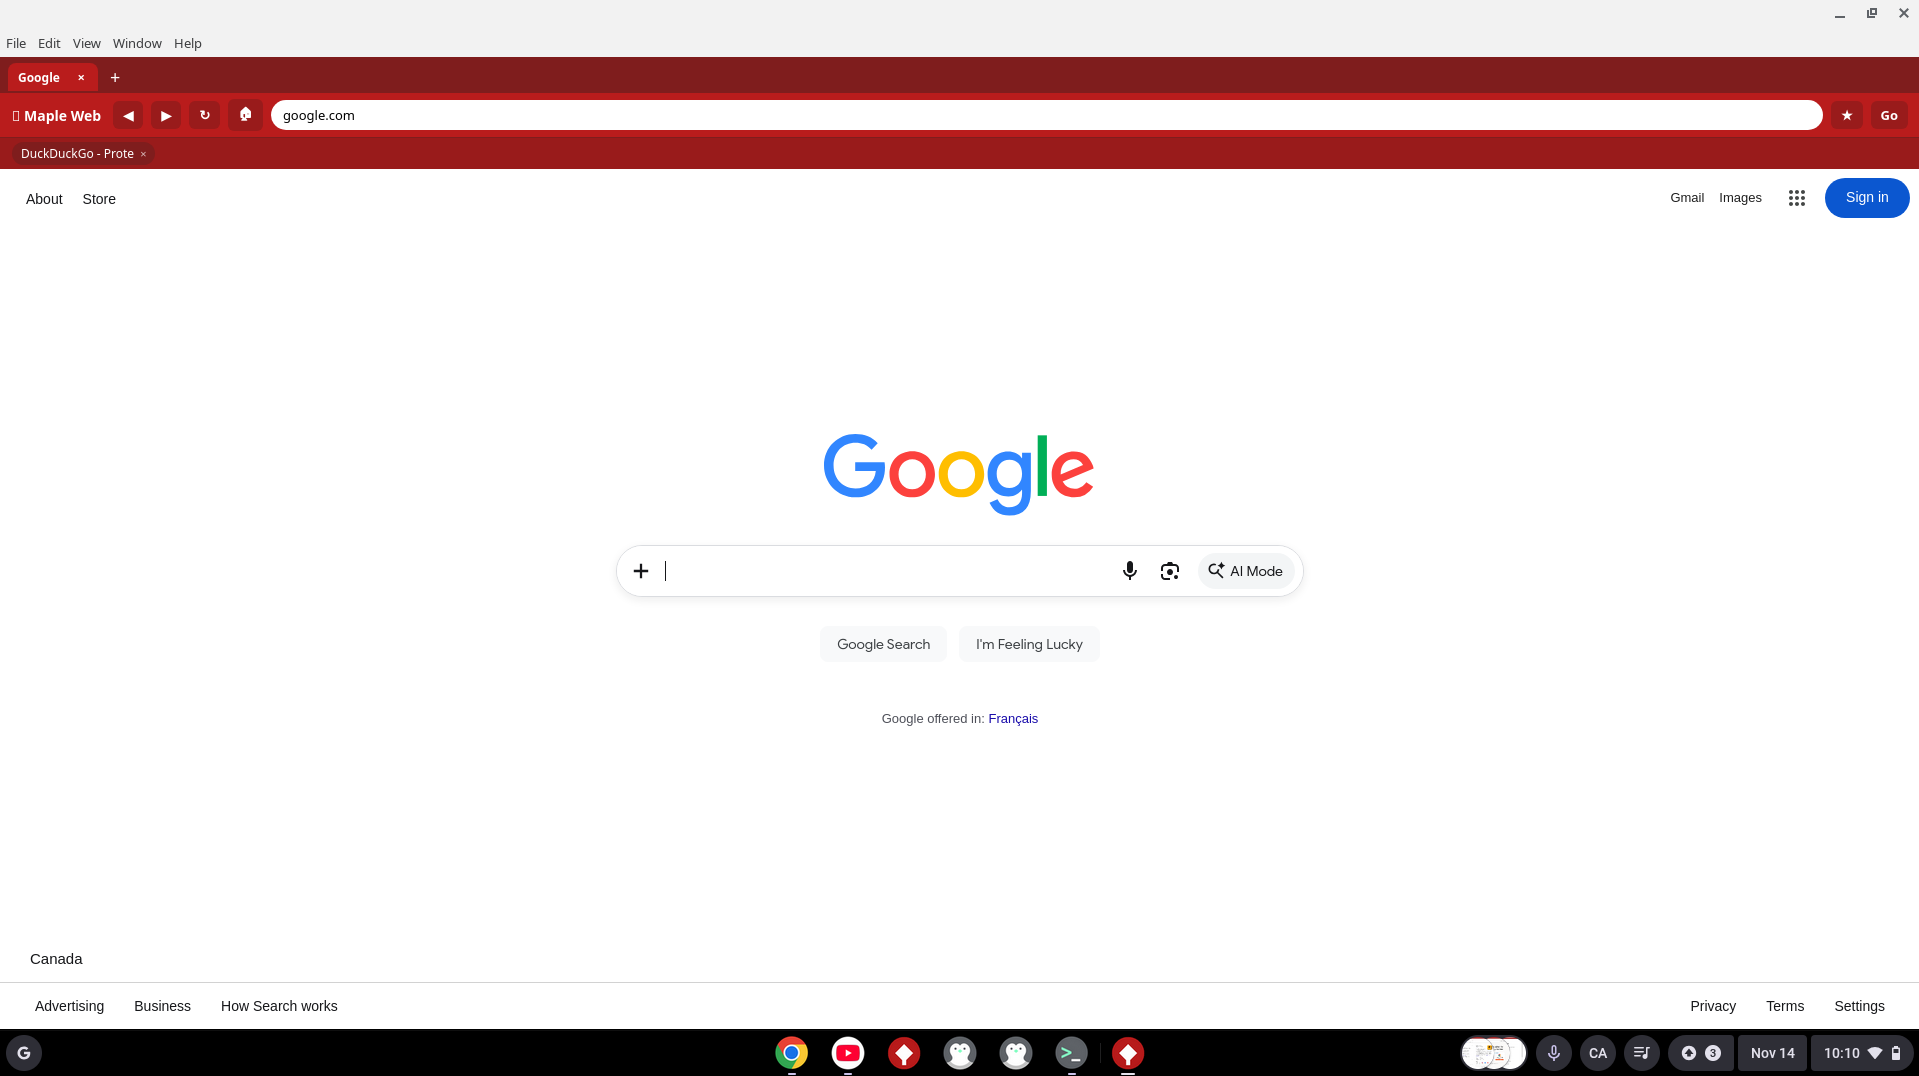 File Edit View Window Help
Google × +
Maple Web google.com Go
DuckDuckGo - Prote ×
About Store Gmail Images Sign in
Google
AI Mode
Google Search I'm Feeling Lucky
Google offered in: Français
Canada
Advertising Business How Search works Privacy Terms Settings
G >_ CA 3 Nov 14 10:10